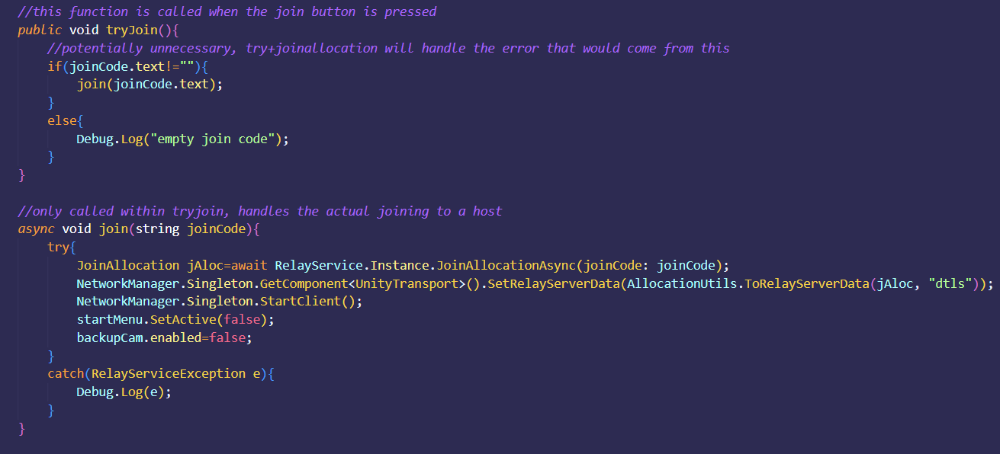 //this function is called when the join button is pressed
public void tryJoin(){
    //potentially unnecessary, try+joinallocation will handle the error that would come from this
    if(joinCode.text!=""){
        join(joinCode.text);
    }
    else{
        Debug.Log("empty join code");
    }
}

//only called within tryjoin, handles the actual joining to a host
async void join(string joinCode){
    try{
        JoinAllocation jAloc=await RelayService.Instance.JoinAllocationAsync(joinCode: joinCode);
        NetworkManager.Singleton.GetComponent<UnityTransport>().SetRelayServerData(AllocationUtils.ToRelayServerData(jAloc, "dtls"));
        NetworkManager.Singleton.StartClient();
        startMenu.SetActive(false);
        backupCam.enabled=false;
    }
    catch(RelayServiceException e){
        Debug.Log(e);
    }
}